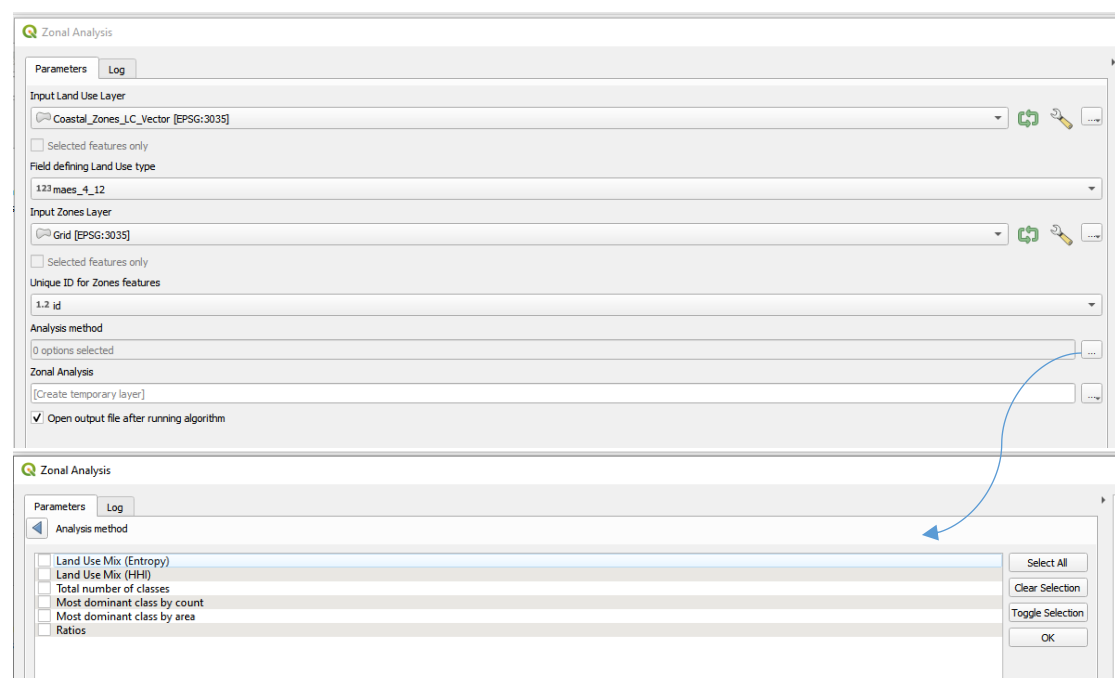 Zonal Analysis
Parameters Log
Input Land Use Layer
Coastal_Zones_LC_Vector [EPSG:3035]
...
Selected features only
Field defining Land Use type
123 maes_4_12
Input Zones Layer
Grid [EPSG:3035]
...
Selected features only
Unique ID for Zones features
1.2 id
Analysis method
0 options selected
...
Zonal Analysis
[Create temporary layer]
...
Open output file after running algorithm
Zonal Analysis
Parameters Log
Analysis method
Land Use Mix (Entropy)
Land Use Mix (HHI)
Total number of classes
Most dominant class by count
Most dominant class by area
Ratios
Select All
Clear Selection
Toggle Selection
OK